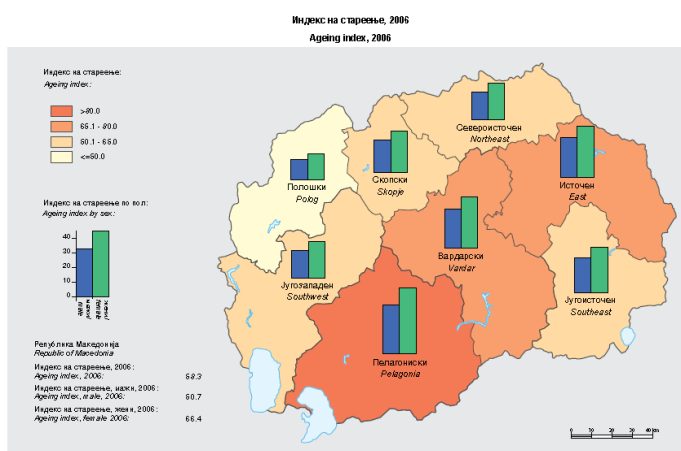 Индекс на стареење, 2006
Ageing index, 2006
Индекс на стареење:
Ageing index:
>80.0
65.1 - 80.0
50.1 - 65.0
<=50.0
Индекс на стареење по пол:
Ageing index by sex:
40
30
20
10
0
Североисточен
Northeast
Скопски
Skopje
Полошки
Polog
Источен
East
Вардарски
Vardar
Југозападен
Southwest
Југоисточен
Southeast
Пелагониски
Pelagonia
Република Македонија
Republic of Macedonia
Индекс на стареење, 2006:
Ageing index, 2006:
58.3
Индекс на стареење, мажи, 2006:
Ageing index, male, 2006:
50.7
Индекс на стареење, жени, 2006:
Ageing index, female 2006:
66.4
0 10 20 30 40 km